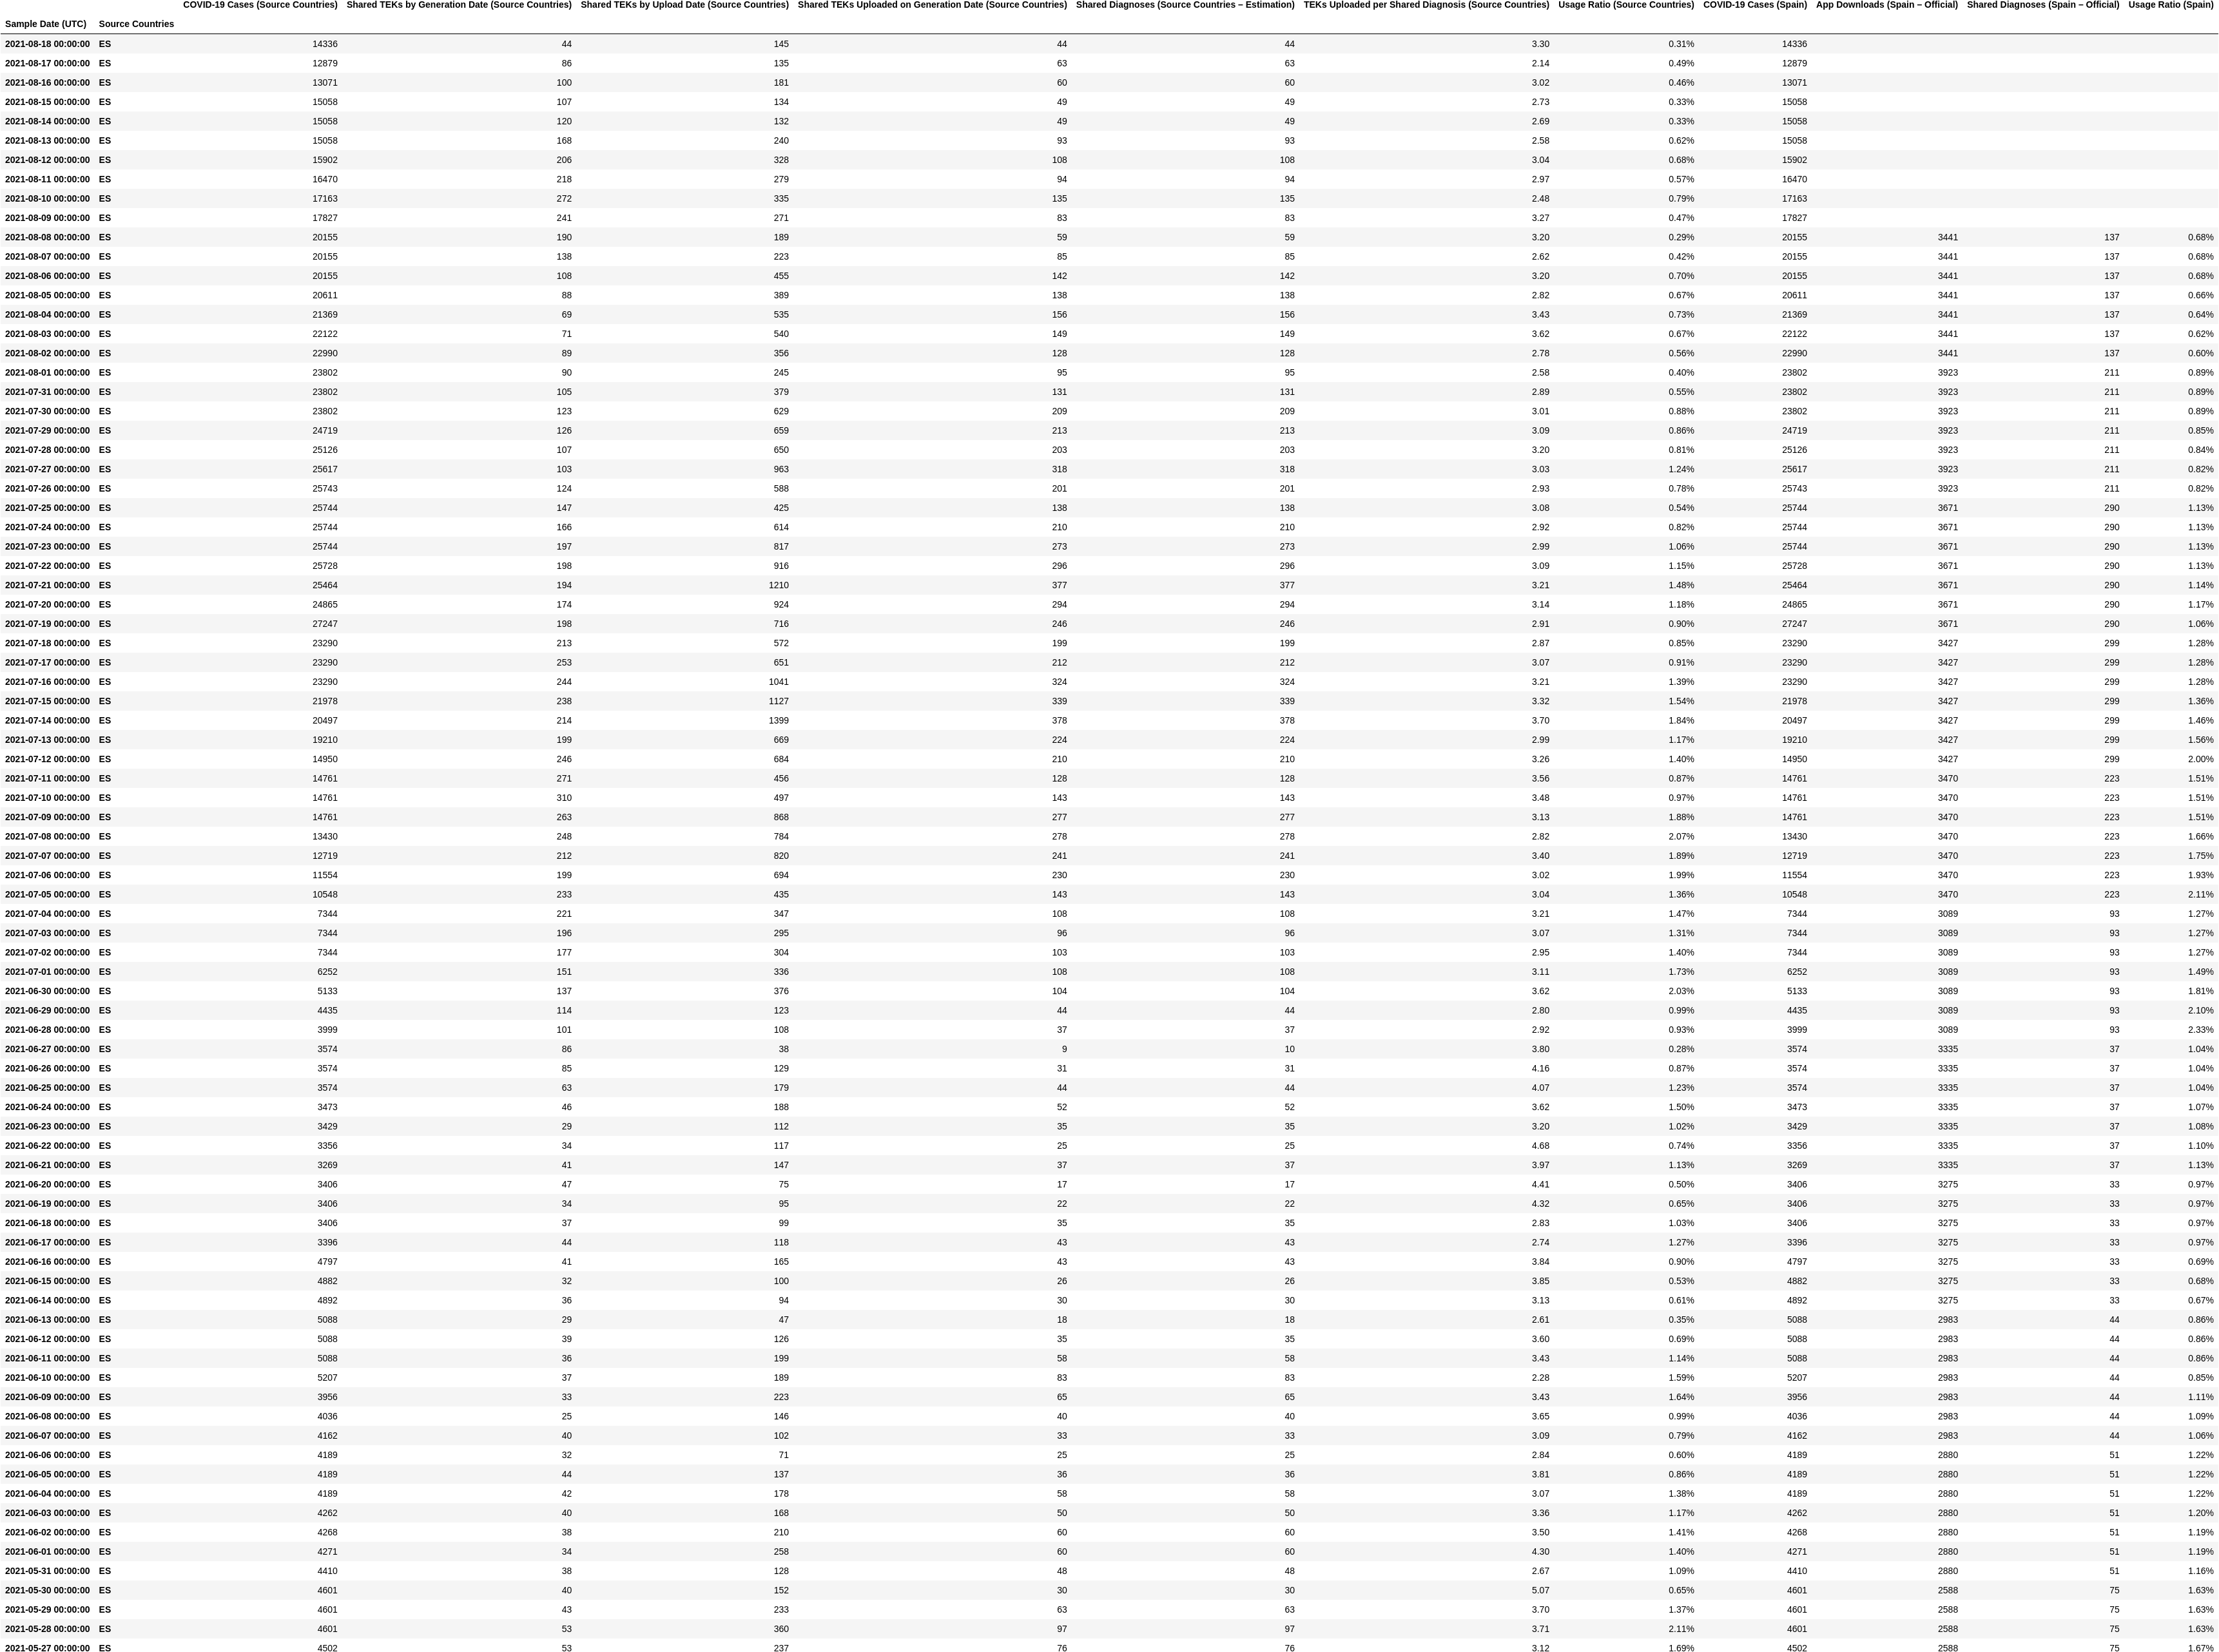 COVID-19 Cases (Source Countries) Shared TEKs by Generation Date (Source Countries) Shared TEKs by Upload Date (Source Countries) Shared TEKs Uploaded on Generation Date (Source Countries) Shared Diagnoses (Source Countries – Estimation) TEKs Uploaded per Shared Diagnosis (Source Countries) Usage Ratio (Source Countries) COVID-19 Cases (Spain) App Downloads (Spain – Official) Shared Diagnoses (Spain – Official) Usage Ratio (Spain)
Sample Date (UTC) Source Countries
2021-08-18 00:00:00 ES 14336 44 145 44 44 3.30 0.31% 14336
2021-08-17 00:00:00 ES 12879 86 135 63 63 2.14 0.49% 12879
2021-08-16 00:00:00 ES 13071 100 181 60 60 3.02 0.46% 13071
2021-08-15 00:00:00 ES 15058 107 134 49 49 2.73 0.33% 15058
2021-08-14 00:00:00 ES 15058 120 132 49 49 2.69 0.33% 15058
2021-08-13 00:00:00 ES 15058 168 240 93 93 2.58 0.62% 15058
2021-08-12 00:00:00 ES 15902 206 328 108 108 3.04 0.68% 15902
2021-08-11 00:00:00 ES 16470 218 279 94 94 2.97 0.57% 16470
2021-08-10 00:00:00 ES 17163 272 335 135 135 2.48 0.79% 17163
2021-08-09 00:00:00 ES 17827 241 271 83 83 3.27 0.47% 17827
2021-08-08 00:00:00 ES 20155 190 189 59 59 3.20 0.29% 20155 3441 137 0.68%
2021-08-07 00:00:00 ES 20155 138 223 85 85 2.62 0.42% 20155 3441 137 0.68%
2021-08-06 00:00:00 ES 20155 108 455 142 142 3.20 0.70% 20155 3441 137 0.68%
2021-08-05 00:00:00 ES 20611 88 389 138 138 2.82 0.67% 20611 3441 137 0.66%
2021-08-04 00:00:00 ES 21369 69 535 156 156 3.43 0.73% 21369 3441 137 0.64%
2021-08-03 00:00:00 ES 22122 71 540 149 149 3.62 0.67% 22122 3441 137 0.62%
2021-08-02 00:00:00 ES 22990 89 356 128 128 2.78 0.56% 22990 3441 137 0.60%
2021-08-01 00:00:00 ES 23802 90 245 95 95 2.58 0.40% 23802 3923 211 0.89%
2021-07-31 00:00:00 ES 23802 105 379 131 131 2.89 0.55% 23802 3923 211 0.89%
2021-07-30 00:00:00 ES 23802 123 629 209 209 3.01 0.88% 23802 3923 211 0.89%
2021-07-29 00:00:00 ES 24719 126 659 213 213 3.09 0.86% 24719 3923 211 0.85%
2021-07-28 00:00:00 ES 25126 107 650 203 203 3.20 0.81% 25126 3923 211 0.84%
2021-07-27 00:00:00 ES 25617 103 963 318 318 3.03 1.24% 25617 3923 211 0.82%
2021-07-26 00:00:00 ES 25743 124 588 201 201 2.93 0.78% 25743 3923 211 0.82%
2021-07-25 00:00:00 ES 25744 147 425 138 138 3.08 0.54% 25744 3671 290 1.13%
2021-07-24 00:00:00 ES 25744 166 614 210 210 2.92 0.82% 25744 3671 290 1.13%
2021-07-23 00:00:00 ES 25744 197 817 273 273 2.99 1.06% 25744 3671 290 1.13%
2021-07-22 00:00:00 ES 25728 198 916 296 296 3.09 1.15% 25728 3671 290 1.13%
2021-07-21 00:00:00 ES 25464 194 1210 377 377 3.21 1.48% 25464 3671 290 1.14%
2021-07-20 00:00:00 ES 24865 174 924 294 294 3.14 1.18% 24865 3671 290 1.17%
2021-07-19 00:00:00 ES 27247 198 716 246 246 2.91 0.90% 27247 3671 290 1.06%
2021-07-18 00:00:00 ES 23290 213 572 199 199 2.87 0.85% 23290 3427 299 1.28%
2021-07-17 00:00:00 ES 23290 253 651 212 212 3.07 0.91% 23290 3427 299 1.28%
2021-07-16 00:00:00 ES 23290 244 1041 324 324 3.21 1.39% 23290 3427 299 1.28%
2021-07-15 00:00:00 ES 21978 238 1127 339 339 3.32 1.54% 21978 3427 299 1.36%
2021-07-14 00:00:00 ES 20497 214 1399 378 378 3.70 1.84% 20497 3427 299 1.46%
2021-07-13 00:00:00 ES 19210 199 669 224 224 2.99 1.17% 19210 3427 299 1.56%
2021-07-12 00:00:00 ES 14950 246 684 210 210 3.26 1.40% 14950 3427 299 2.00%
2021-07-11 00:00:00 ES 14761 271 456 128 128 3.56 0.87% 14761 3470 223 1.51%
2021-07-10 00:00:00 ES 14761 310 497 143 143 3.48 0.97% 14761 3470 223 1.51%
2021-07-09 00:00:00 ES 14761 263 868 277 277 3.13 1.88% 14761 3470 223 1.51%
2021-07-08 00:00:00 ES 13430 248 784 278 278 2.82 2.07% 13430 3470 223 1.66%
2021-07-07 00:00:00 ES 12719 212 820 241 241 3.40 1.89% 12719 3470 223 1.75%
2021-07-06 00:00:00 ES 11554 199 694 230 230 3.02 1.99% 11554 3470 223 1.93%
2021-07-05 00:00:00 ES 10548 233 435 143 143 3.04 1.36% 10548 3470 223 2.11%
2021-07-04 00:00:00 ES 7344 221 347 108 108 3.21 1.47% 7344 3089 93 1.27%
2021-07-03 00:00:00 ES 7344 196 295 96 96 3.07 1.31% 7344 3089 93 1.27%
2021-07-02 00:00:00 ES 7344 177 304 103 103 2.95 1.40% 7344 3089 93 1.27%
2021-07-01 00:00:00 ES 6252 151 336 108 108 3.11 1.73% 6252 3089 93 1.49%
2021-06-30 00:00:00 ES 5133 137 376 104 104 3.62 2.03% 5133 3089 93 1.81%
2021-06-29 00:00:00 ES 4435 114 123 44 44 2.80 0.99% 4435 3089 93 2.10%
2021-06-28 00:00:00 ES 3999 101 108 37 37 2.92 0.93% 3999 3089 93 2.33%
2021-06-27 00:00:00 ES 3574 86 38 9 10 3.80 0.28% 3574 3335 37 1.04%
2021-06-26 00:00:00 ES 3574 85 129 31 31 4.16 0.87% 3574 3335 37 1.04%
2021-06-25 00:00:00 ES 3574 63 179 44 44 4.07 1.23% 3574 3335 37 1.04%
2021-06-24 00:00:00 ES 3473 46 188 52 52 3.62 1.50% 3473 3335 37 1.07%
2021-06-23 00:00:00 ES 3429 29 112 35 35 3.20 1.02% 3429 3335 37 1.08%
2021-06-22 00:00:00 ES 3356 34 117 25 25 4.68 0.74% 3356 3335 37 1.10%
2021-06-21 00:00:00 ES 3269 41 147 37 37 3.97 1.13% 3269 3335 37 1.13%
2021-06-20 00:00:00 ES 3406 47 75 17 17 4.41 0.50% 3406 3275 33 0.97%
2021-06-19 00:00:00 ES 3406 34 95 22 22 4.32 0.65% 3406 3275 33 0.97%
2021-06-18 00:00:00 ES 3406 37 99 35 35 2.83 1.03% 3406 3275 33 0.97%
2021-06-17 00:00:00 ES 3396 44 118 43 43 2.74 1.27% 3396 3275 33 0.97%
2021-06-16 00:00:00 ES 4797 41 165 43 43 3.84 0.90% 4797 3275 33 0.69%
2021-06-15 00:00:00 ES 4882 32 100 26 26 3.85 0.53% 4882 3275 33 0.68%
2021-06-14 00:00:00 ES 4892 36 94 30 30 3.13 0.61% 4892 3275 33 0.67%
2021-06-13 00:00:00 ES 5088 29 47 18 18 2.61 0.35% 5088 2983 44 0.86%
2021-06-12 00:00:00 ES 5088 39 126 35 35 3.60 0.69% 5088 2983 44 0.86%
2021-06-11 00:00:00 ES 5088 36 199 58 58 3.43 1.14% 5088 2983 44 0.86%
2021-06-10 00:00:00 ES 5207 37 189 83 83 2.28 1.59% 5207 2983 44 0.85%
2021-06-09 00:00:00 ES 3956 33 223 65 65 3.43 1.64% 3956 2983 44 1.11%
2021-06-08 00:00:00 ES 4036 25 146 40 40 3.65 0.99% 4036 2983 44 1.09%
2021-06-07 00:00:00 ES 4162 40 102 33 33 3.09 0.79% 4162 2983 44 1.06%
2021-06-06 00:00:00 ES 4189 32 71 25 25 2.84 0.60% 4189 2880 51 1.22%
2021-06-05 00:00:00 ES 4189 44 137 36 36 3.81 0.86% 4189 2880 51 1.22%
2021-06-04 00:00:00 ES 4189 42 178 58 58 3.07 1.38% 4189 2880 51 1.22%
2021-06-03 00:00:00 ES 4262 40 168 50 50 3.36 1.17% 4262 2880 51 1.20%
2021-06-02 00:00:00 ES 4268 38 210 60 60 3.50 1.41% 4268 2880 51 1.19%
2021-06-01 00:00:00 ES 4271 34 258 60 60 4.30 1.40% 4271 2880 51 1.19%
2021-05-31 00:00:00 ES 4410 38 128 48 48 2.67 1.09% 4410 2880 51 1.16%
2021-05-30 00:00:00 ES 4601 40 152 30 30 5.07 0.65% 4601 2588 75 1.63%
2021-05-29 00:00:00 ES 4601 43 233 63 63 3.70 1.37% 4601 2588 75 1.63%
2021-05-28 00:00:00 ES 4601 53 360 97 97 3.71 2.11% 4601 2588 75 1.63%
2021-05-27 00:00:00 ES 4502 53 237 76 76 3.12 1.69% 4502 2588 75 1.67%